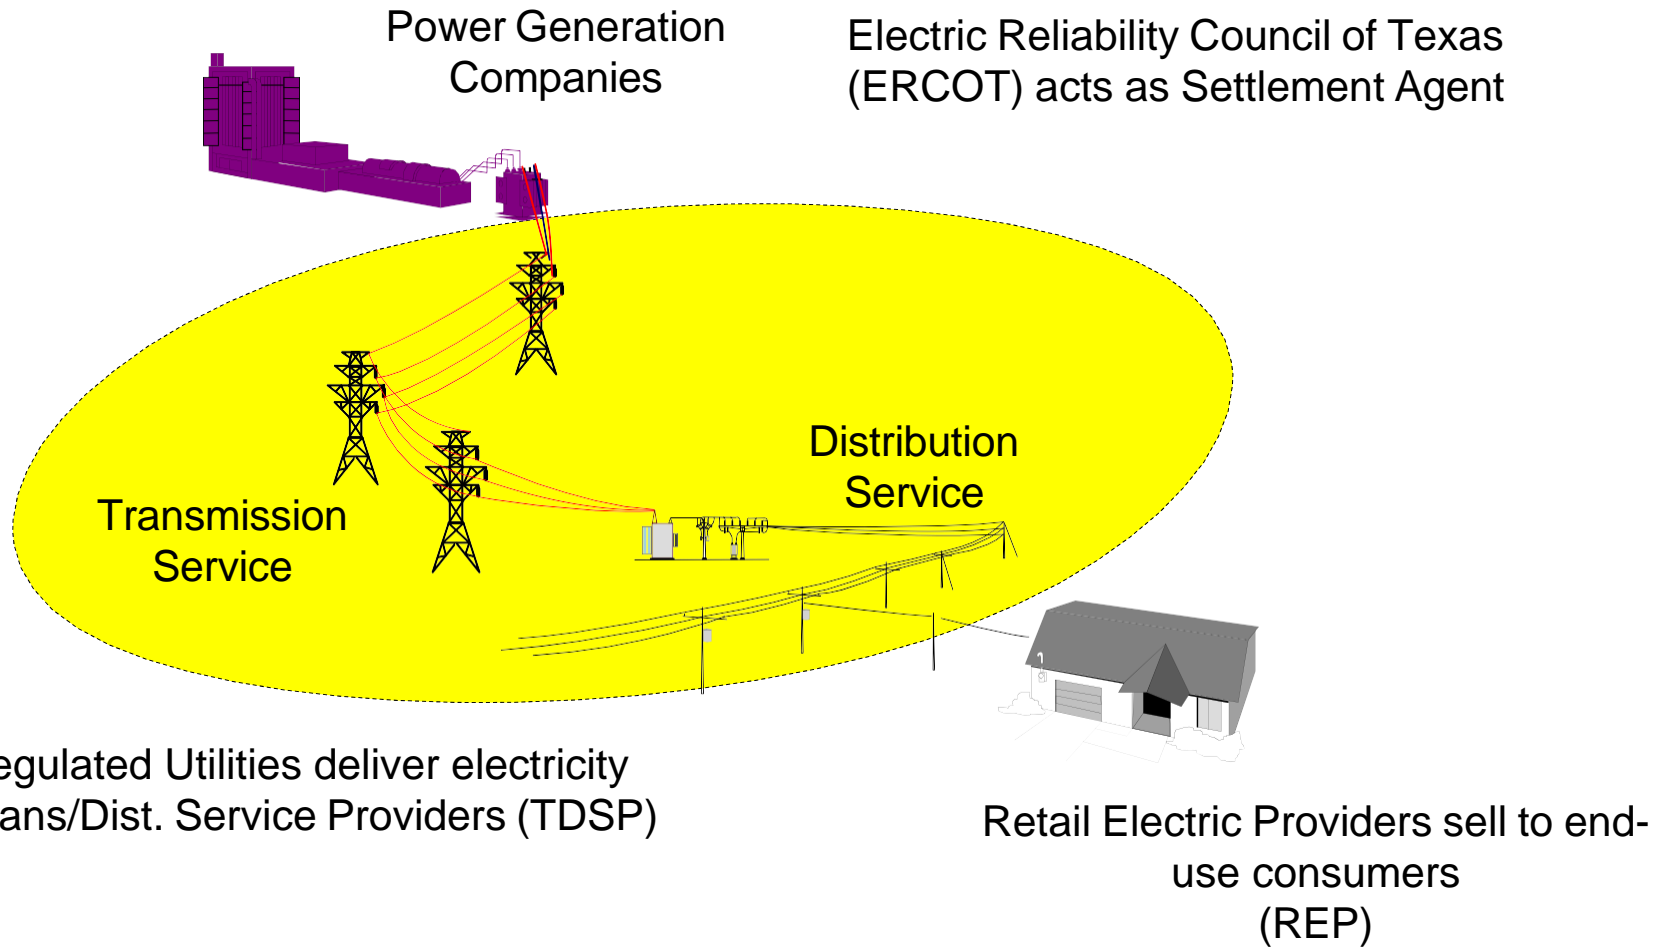 Power Generation
Companies
Electric Reliability Council of Texas
(ERCOT) acts as Settlement Agent
Distribution
Service
Transmission
Service
egulated Utilities deliver electricity
ans/Dist. Service Providers (TDSP)
Retail Electric Providers sell to end-
use consumers
(REP)